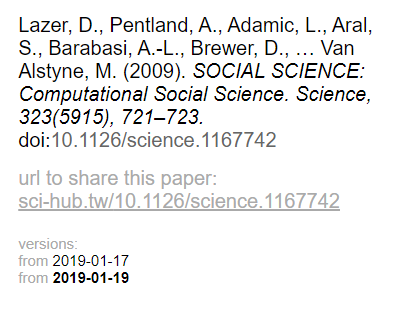 Lazer, D., Pentland, A., Adamic, L., Aral,
S., Barabasi, A.-L., Brewer, D., … Van
Alstyne, M. (2009). SOCIAL SCIENCE:
Computational Social Science. Science,
323(5915), 721–723.
doi:10.1126/science.1167742
url to share this paper:
sci-hub.tw/10.1126/science.1167742
versions:
from 2019-01-17
from 2019-01-19